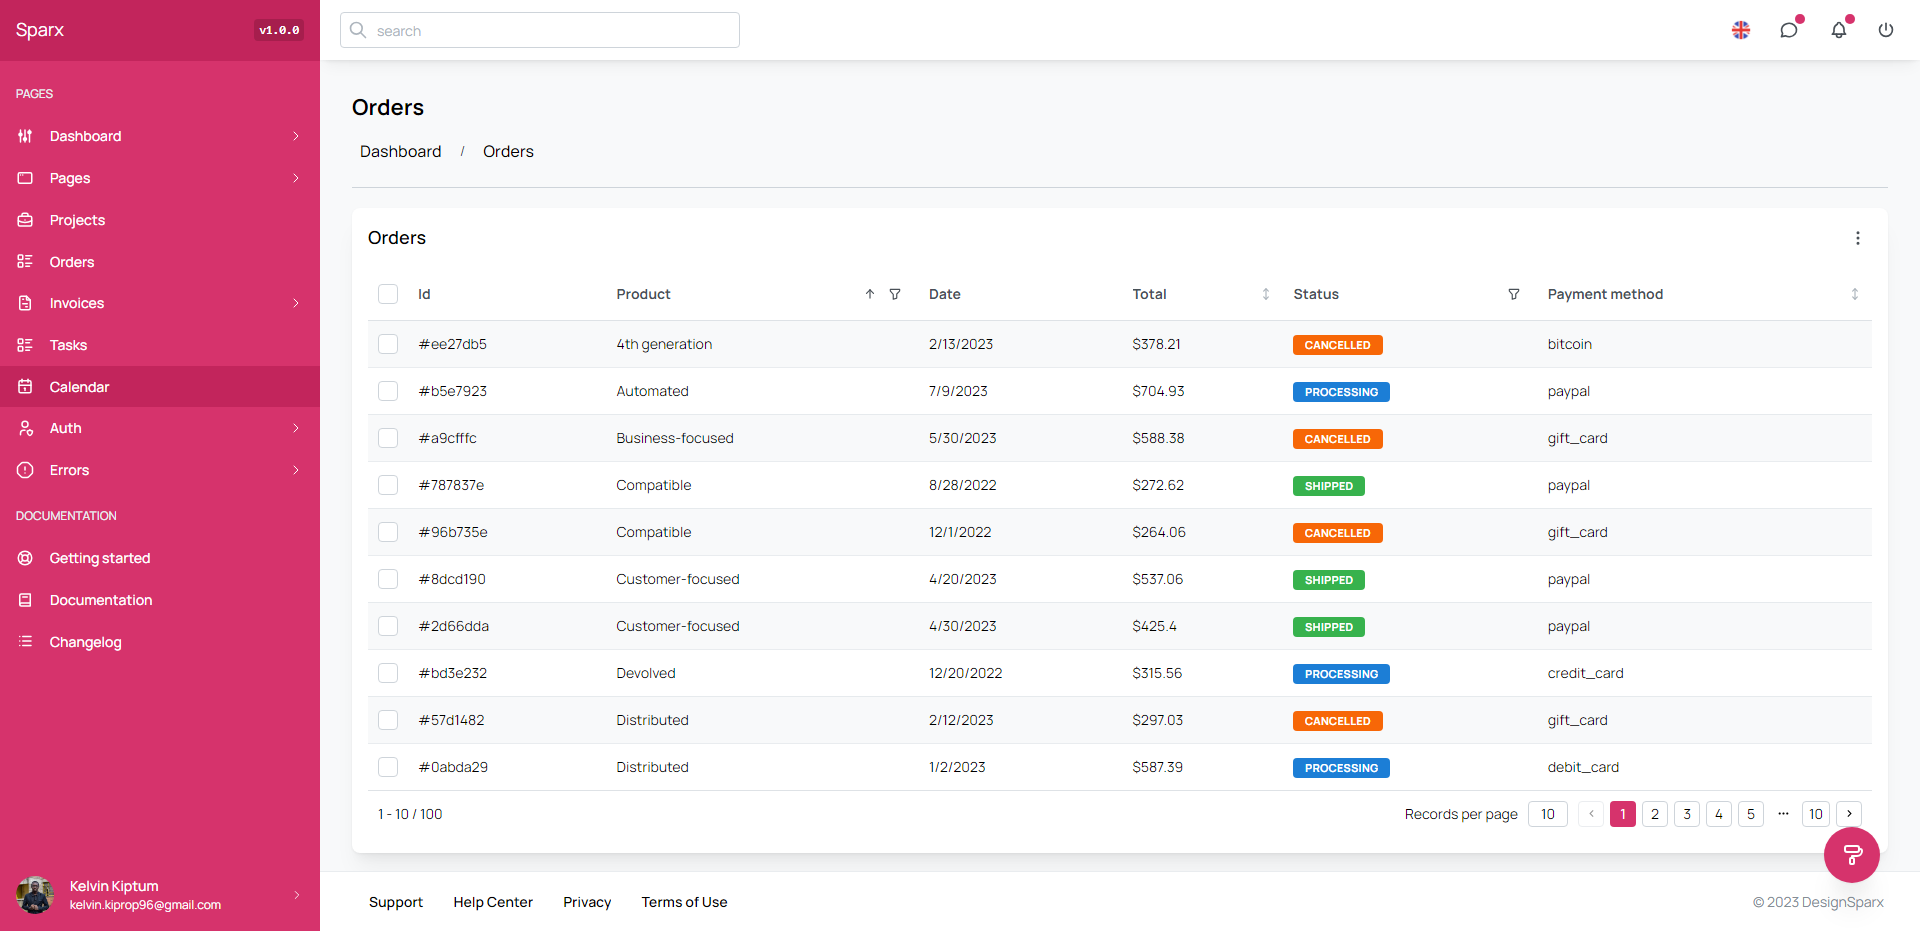 Sparx v1.0.0
search
PAGES
Dashboard
Pages
Projects
Orders
Invoices
Tasks
Calendar
Auth
Errors
DOCUMENTATION
Getting started
Documentation
Changelog
Kelvin Kiptum
kelvin.kiprop96@gmail.com
Orders
Dashboard / Orders
Orders
Id Product Date Total Status Payment method
#ee27db5 4th generation 2/13/2023 $378.21 CANCELLED bitcoin
#b5e7923 Automated 7/9/2023 $704.93 PROCESSING paypal
#a9cfffc Business-focused 5/30/2023 $588.38 CANCELLED gift_card
#787837e Compatible 8/28/2022 $272.62 SHIPPED paypal
#96b735e Compatible 12/1/2022 $264.06 CANCELLED gift_card
#8dcd190 Customer-focused 4/20/2023 $537.06 SHIPPED paypal
#2d66dda Customer-focused 4/30/2023 $425.4 SHIPPED paypal
#bd3e232 Devolved 12/20/2022 $315.56 PROCESSING credit_card
#57d1482 Distributed 2/12/2023 $297.03 CANCELLED gift_card
#0abda29 Distributed 1/2/2023 $587.39 PROCESSING debit_card
1 - 10 / 100 Records per page 10 1 2 3 4 5 ... 10
Support Help Center Privacy Terms of Use © 2023 DesignSparx